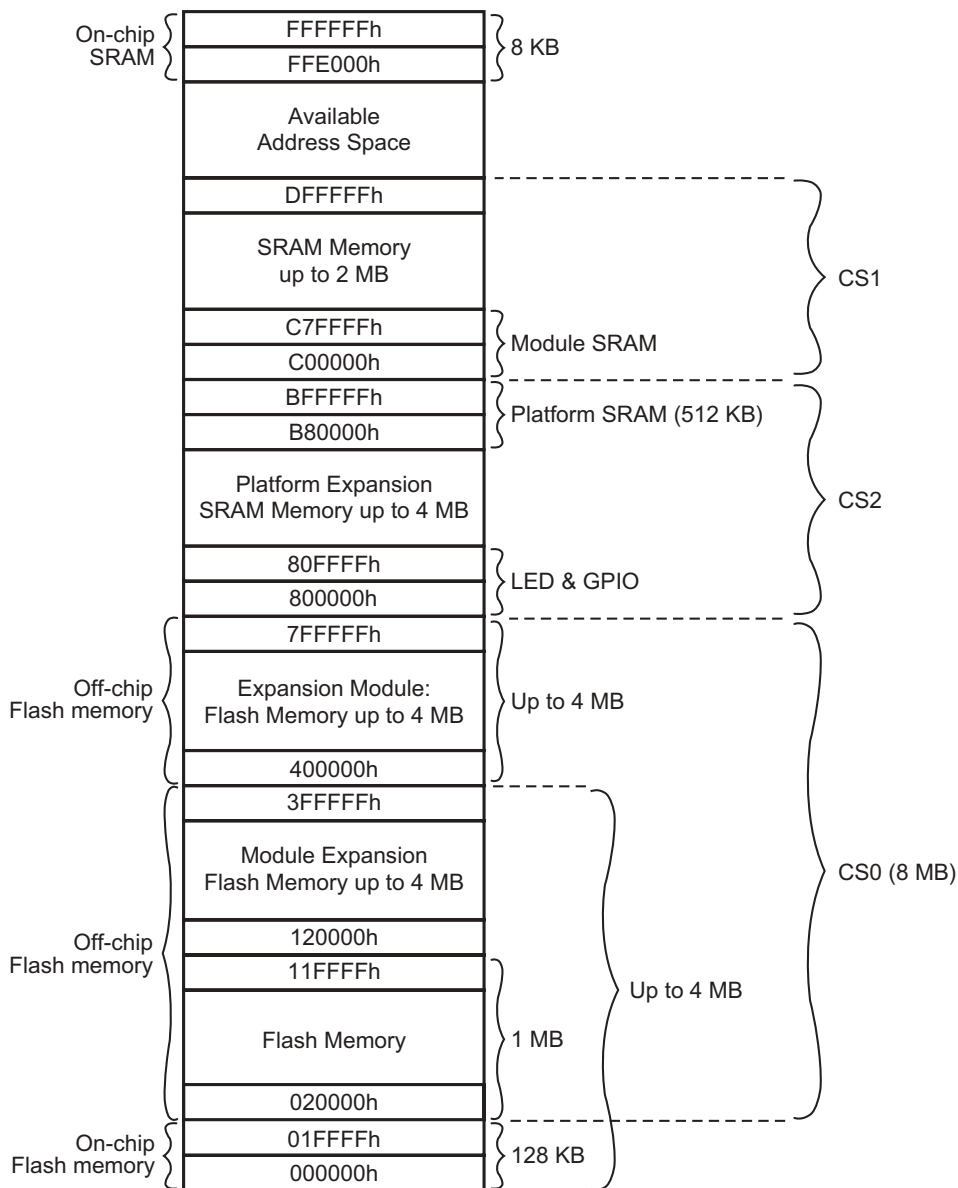 On-chip
SRAM
FFFFFFh
FFE000h
8 KB
Available
Address Space
DFFFFFh
SRAM Memory
up to 2 MB
C7FFFFh
C00000h
Module SRAM
CS1
BFFFFFh
B80000h
Platform SRAM (512 KB)
Platform Expansion
SRAM Memory up to 4 MB
CS2
80FFFFh
800000h
LED & GPIO
7FFFFFh
Off-chip
Flash memory
Expansion Module:
Flash Memory up to 4 MB
Up to 4 MB
400000h
3FFFFFh
Module Expansion
Flash Memory up to 4 MB
CS0 (8 MB)
120000h
Off-chip
Flash memory
11FFFFh
Up to 4 MB
Flash Memory
1 MB
020000h
On-chip
Flash memory
01FFFFh
000000h
128 KB